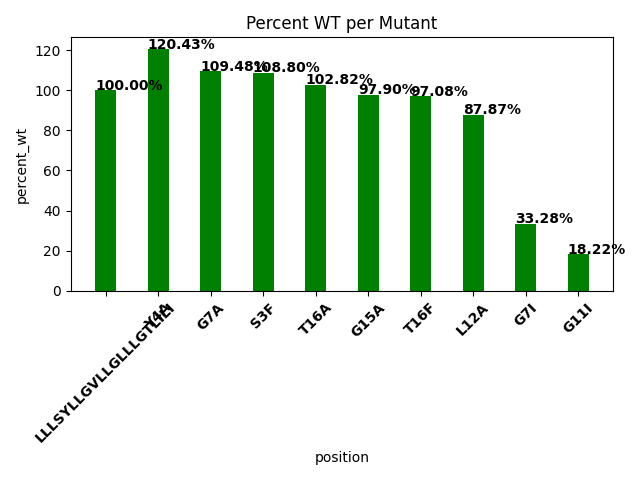 Percent WT per Mutant
percent_wt
120
100
80
60
40
20
0
100.00%
120.43%
109.48%
108.80%
102.82%
97.90%
97.08%
87.87%
33.28%
18.22%
LLLSYLLGVLLGLLLGTLILI
Y4A
G7A
S3F
T16A
G15A
T16F
L12A
G7I
G11I
position